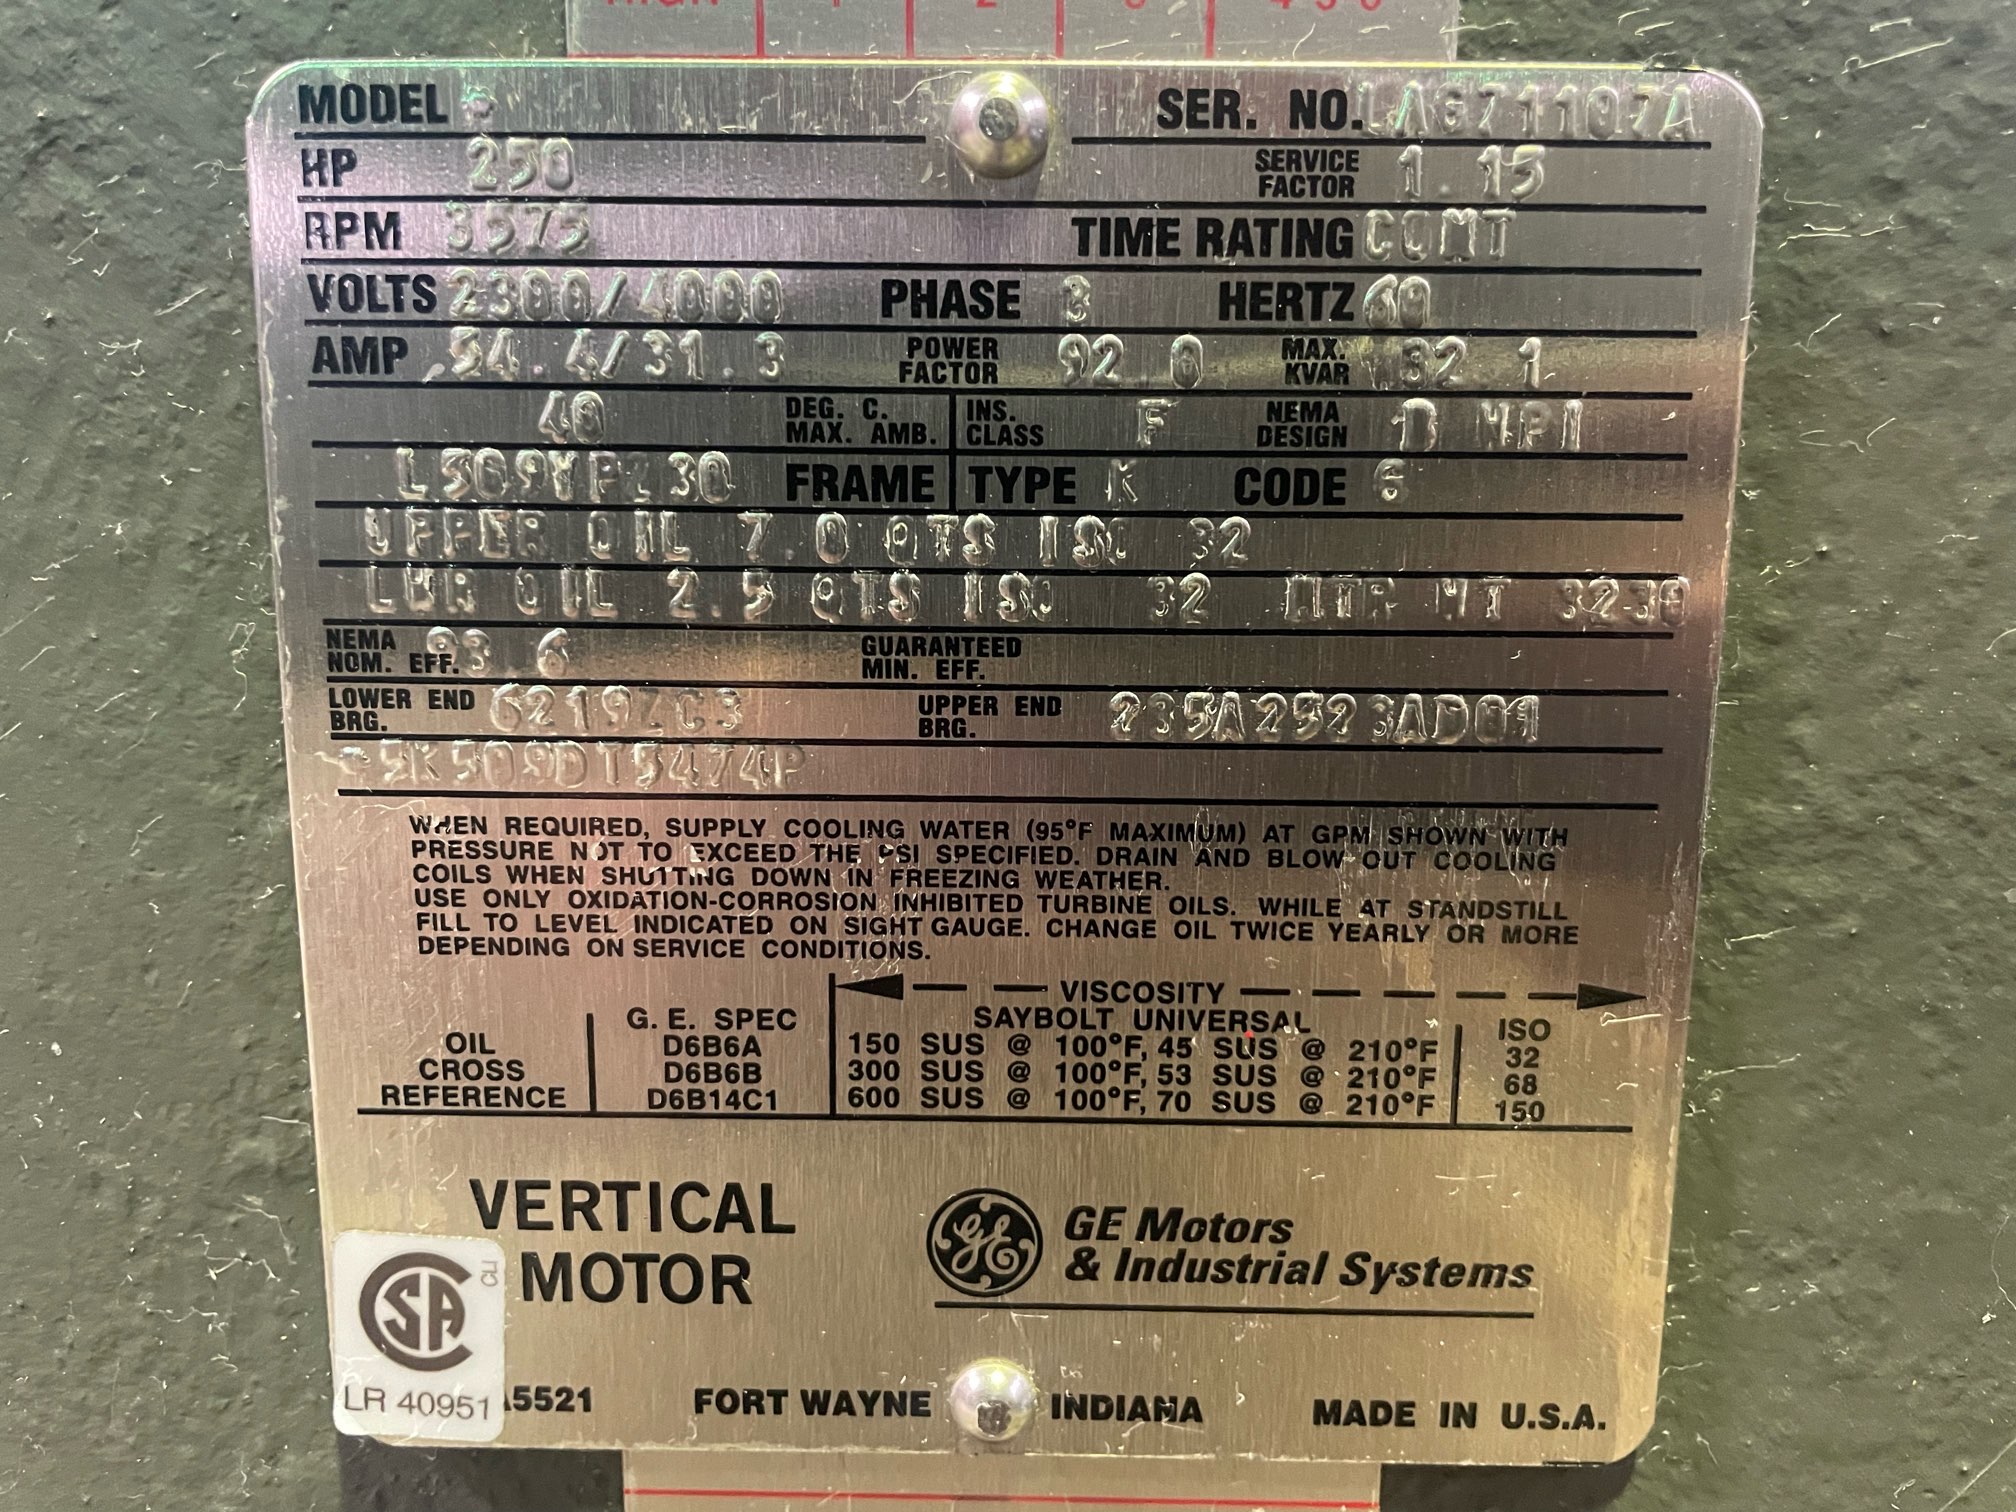 MODEL SER. NO. LAG71107A
HP 250 SERVICE FACTOR 1.15
RPM 3575 TIME RATING CONT
VOLTS 2300/4000 PHASE 3 HERTZ 60
AMP 54.4/31.3 POWER FACTOR 92.0 MAX. KVAR 32.1
40 DEG. C. MAX. AMB. INS. CLASS F NEMA DESIGN
FRAME TYPE K CODE G
UPPER OIL 7.0 QTS ISO 32
LWR OIL 2.5 QTS ISO 32 MTR WT 3230
NEMA NOM. EFF. 93.6 GUARANTEED MIN. EFF.
LOWER END BRG. 6219ZC3 UPPER END BRG. 235A2523AD01
5K509DT5474P
WHEN REQUIRED, SUPPLY COOLING WATER (95°F MAXIMUM) AT GPM SHOWN WITH
PRESSURE NOT TO EXCEED THE PSI SPECIFIED. DRAIN AND BLOW OUT COOLING
COILS WHEN SHUTTING DOWN IN FREEZING WEATHER.
USE ONLY OXIDATION-CORROSION INHIBITED TURBINE OILS. WHILE AT STANDSTILL
FILL TO LEVEL INDICATED ON SIGHT GAUGE. CHANGE OIL TWICE YEARLY OR MORE
DEPENDING ON SERVICE CONDITIONS.
VISCOSITY
G. E. SPEC SAYBOLT UNIVERSAL ISO
OIL D6B6A 150 SUS @ 100°F, 45 SUS @ 210°F 32
CROSS D6B6B 300 SUS @ 100°F, 53 SUS @ 210°F 68
REFERENCE D6B14C1 600 SUS @ 100°F, 70 SUS @ 210°F 150
VERTICAL
MOTOR
GE
GE Motors
& Industrial Systems
CSA
LR 40951
5521 FORT WAYNE INDIANA MADE IN U.S.A.